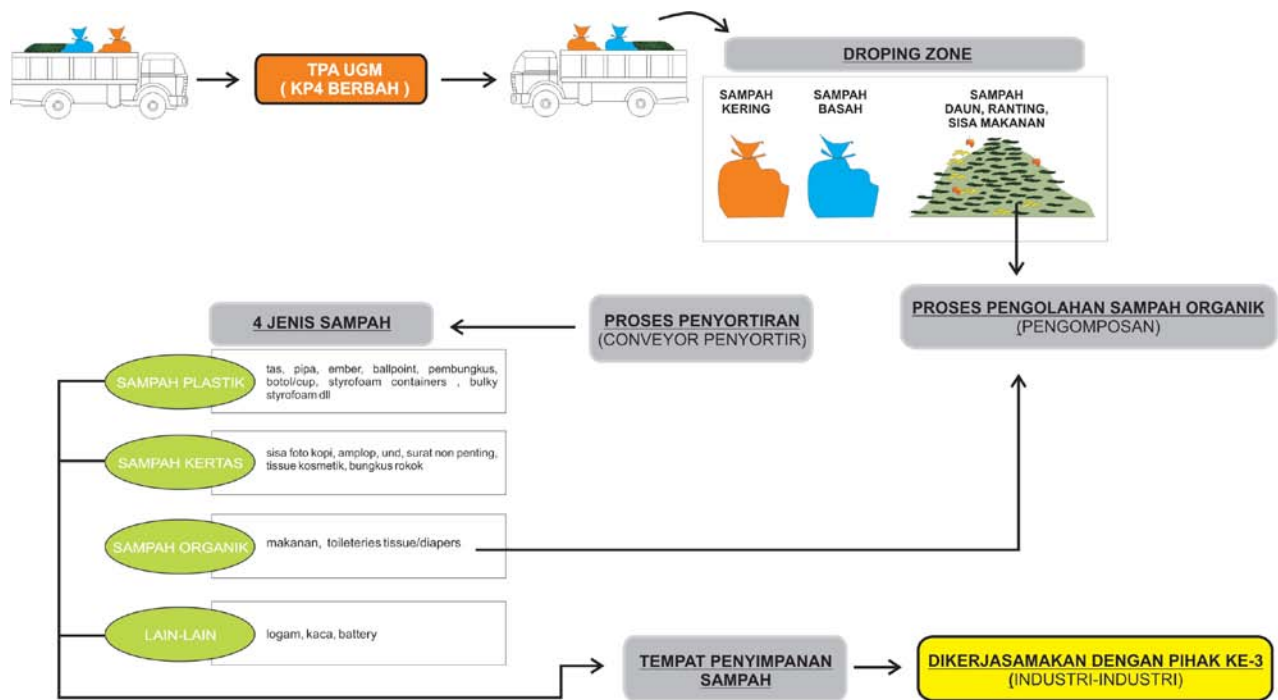 TPA UGM
( KP4 BERBAH )
DROPING ZONE
SAMPAH
KERING
SAMPAH
BASAH
SAMPAH
DAUN, RANTING,
SISA MAKANAN
PROSES PENGOLAHAN SAMPAH ORGANIK
(PENGOMPOSAN)
PROSES PENYORTIRAN
(CONVEYOR PENYORTIR)
4 JENIS SAMPAH
SAMPAH PLASTIK
tas, pipa, ember, ballpoint, pembungkus,
botol/cup, styrofoam containers , bulky
styrofoam dll
SAMPAH KERTAS
sisa foto kopi, amplop, und, surat non penting,
tissue kosmetik, bungkus rokok
SAMPAH ORGANIK
makanan, toileteries tissue/diapers
LAIN-LAIN
logam, kaca, battery
TEMPAT PENYIMPANAN
SAMPAH
DIKERJASAMAKAN DENGAN PIHAK KE-3
(INDUSTRI-INDUSTRI)